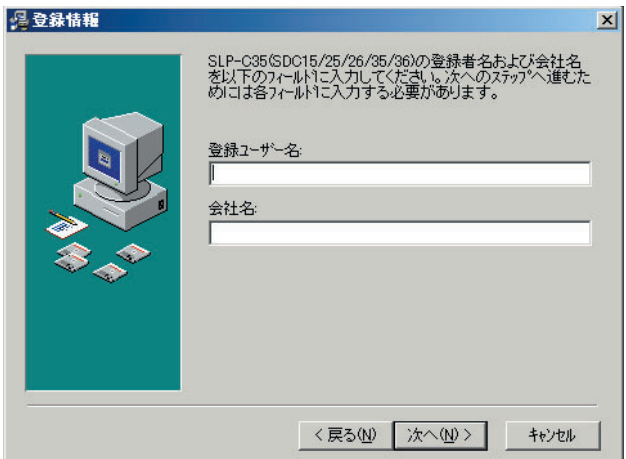 登録情報
SLP-C35(SDC15/25/26/35/36)の登録者名および会社名
を以下のフィールドに入力してください。次へのステップへ進むた
めには各フィールドに入力する必要があります。
登録ユーザー名:
会社名:
< 戻る(N) 次へ(N) > キャンセル